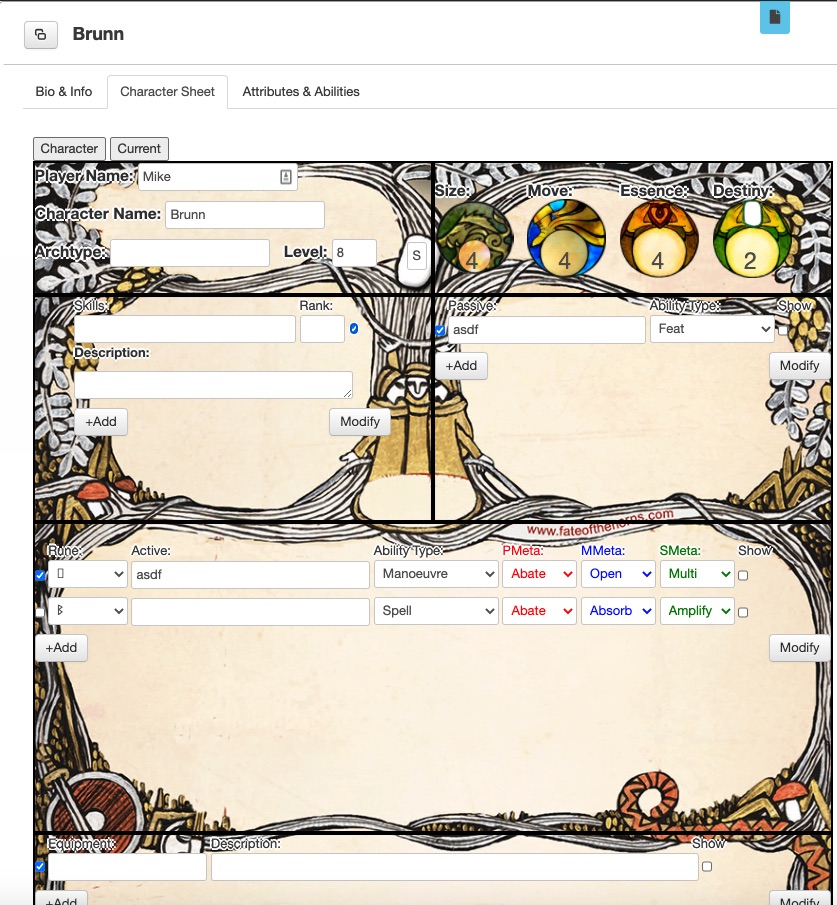 Brunn
Bio & Info Character Sheet Attributes & Abilities
Character Current
Player Name: Mike
Character Name: Brunn
Archtype: Level: 8 S
Size: Move: Essence: Destiny:
4 4 4 2
Skills: Rank:
Description:
+Add Modify
Passive: Ability Type: Show
asdf Feat
+Add Modify
www.fateofthenorns.com
Rune: Active: Ability Type: PMeta: MMeta: SMeta: Show
asdf Manoeuvre Abate Open Multi
ᛒ Spell Abate Absorb Amplify
+Add Modify
Equipment: Description: Show
+Add Modify